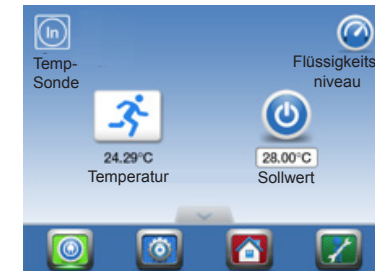 In
Temp-
Sonde
Flüssigkeits
niveau
24.29°C
28.00°C
Temperatur
Sollwert